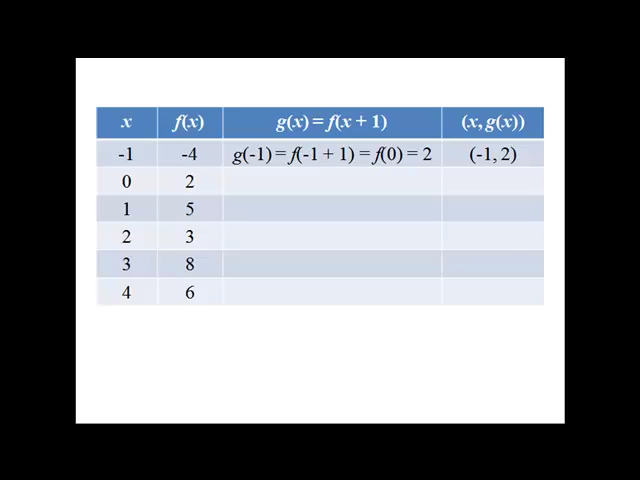 x f(x) g(x) = f(x + 1) (x, g(x))
-1 -4 g(-1) = f(-1 + 1) = f(0) = 2 (-1, 2)
0 2
1 5
2 3
3 8
4 6